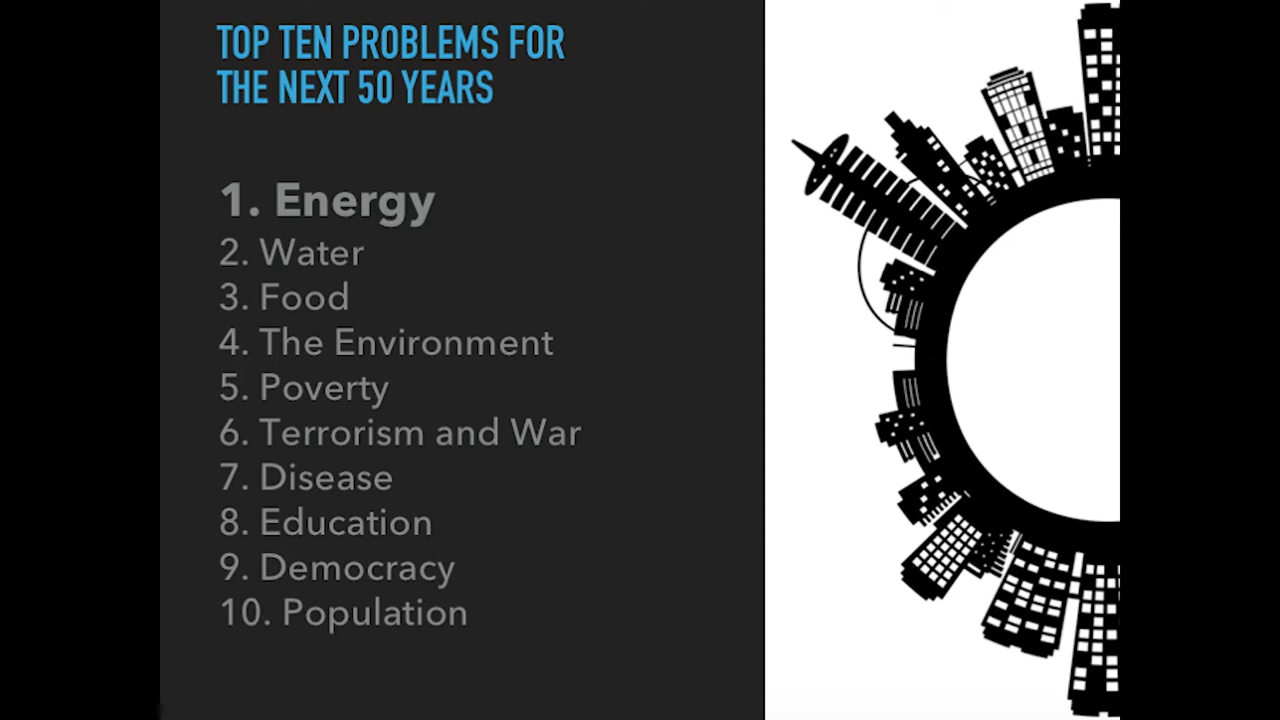 TOP TEN PROBLEMS FOR
THE NEXT 50 YEARS
1. Energy
2. Water
3. Food
4. The Environment
5. Poverty
6. Terrorism and War
7. Disease
8. Education
9. Democracy
10. Population